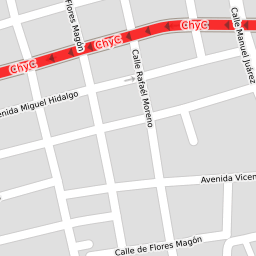 Flores Magón
ChyC
ChyC
ChyC
Calle Rafael Moreno
Calle Manuel Juárez
enida Miguel Hidalgo
Avenida Vicen
Calle de Flores Magón